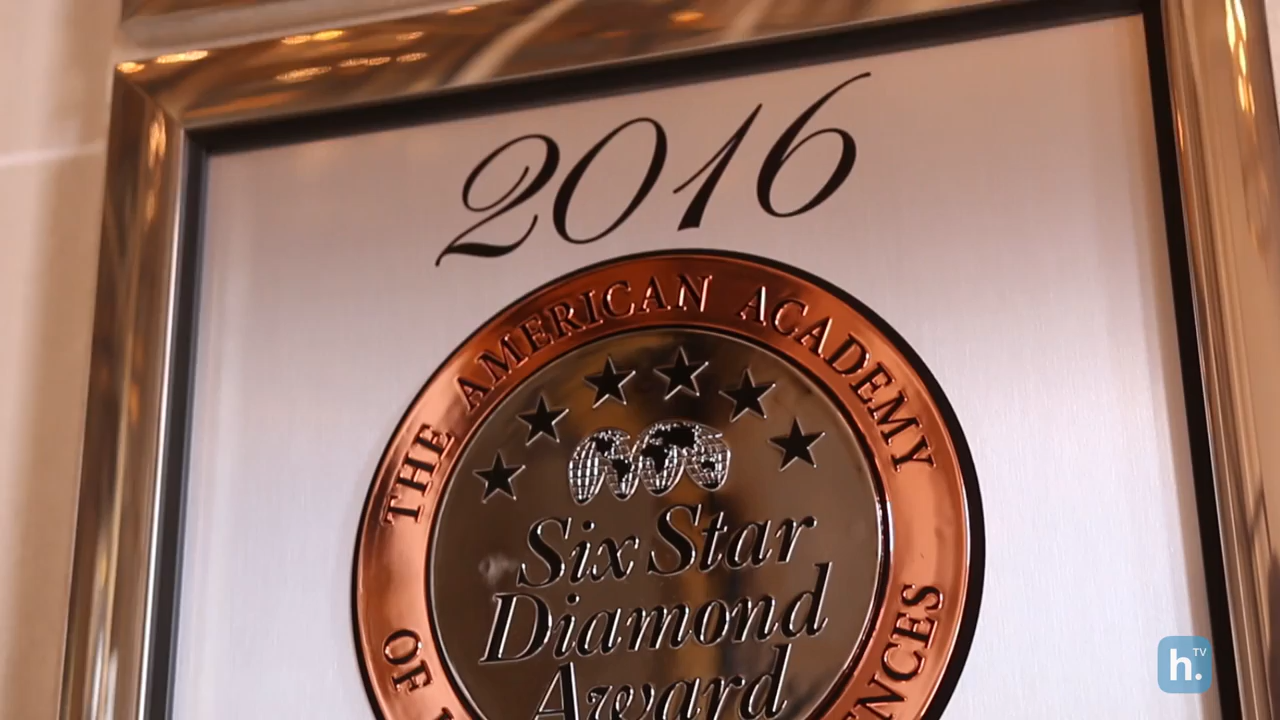 2016
THE AMERICAN ACADEMY
Six Star
Diamond
Award
OF
h.TV